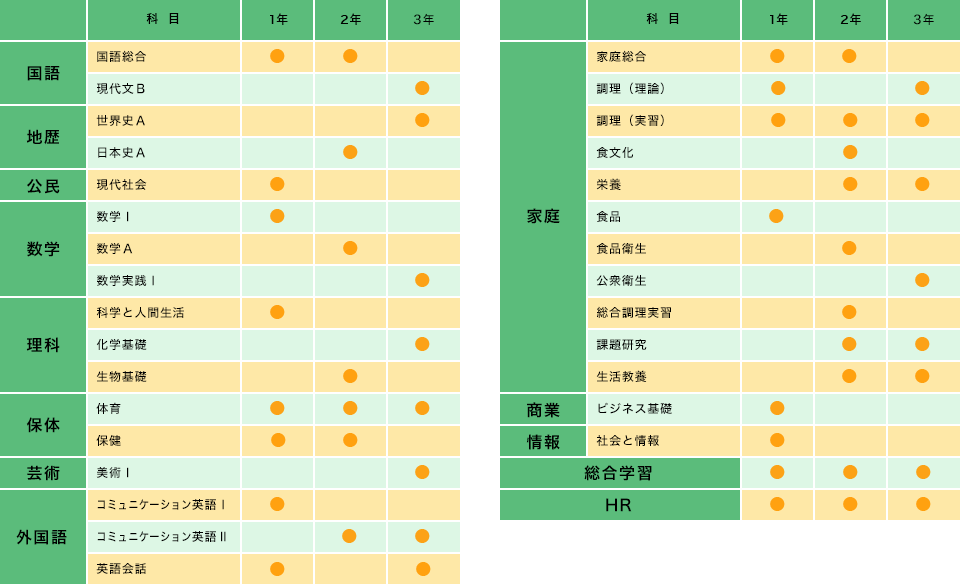 科 目 1年 2年 3年
国語 国語総合 ● ●
現代文B ●
地歴 世界史A ●
日本史A ●
公民 現代社会 ●
数学 数学Ⅰ ●
数学A ●
数学実践Ⅰ ●
理科 科学と人間生活 ●
化学基礎 ●
生物基礎 ●
保体 体育 ● ● ●
保健 ● ●
芸術 美術Ⅰ ●
外国語 コミュニケーション英語Ⅰ ●
コミュニケーション英語Ⅱ ● ●
英語会話 ● ●
科 目 1年 2年 3年
家庭 家庭総合 ● ●
調理（理論） ● ●
調理（実習） ● ● ●
食文化 ●
栄養 ● ●
食品 ●
食品衛生 ●
公衆衛生 ●
総合調理実習 ●
課題研究 ● ●
生活教養 ● ●
商業 ビジネス基礎 ●
情報 社会と情報 ●
総合学習 ● ● ●
HR ● ● ●